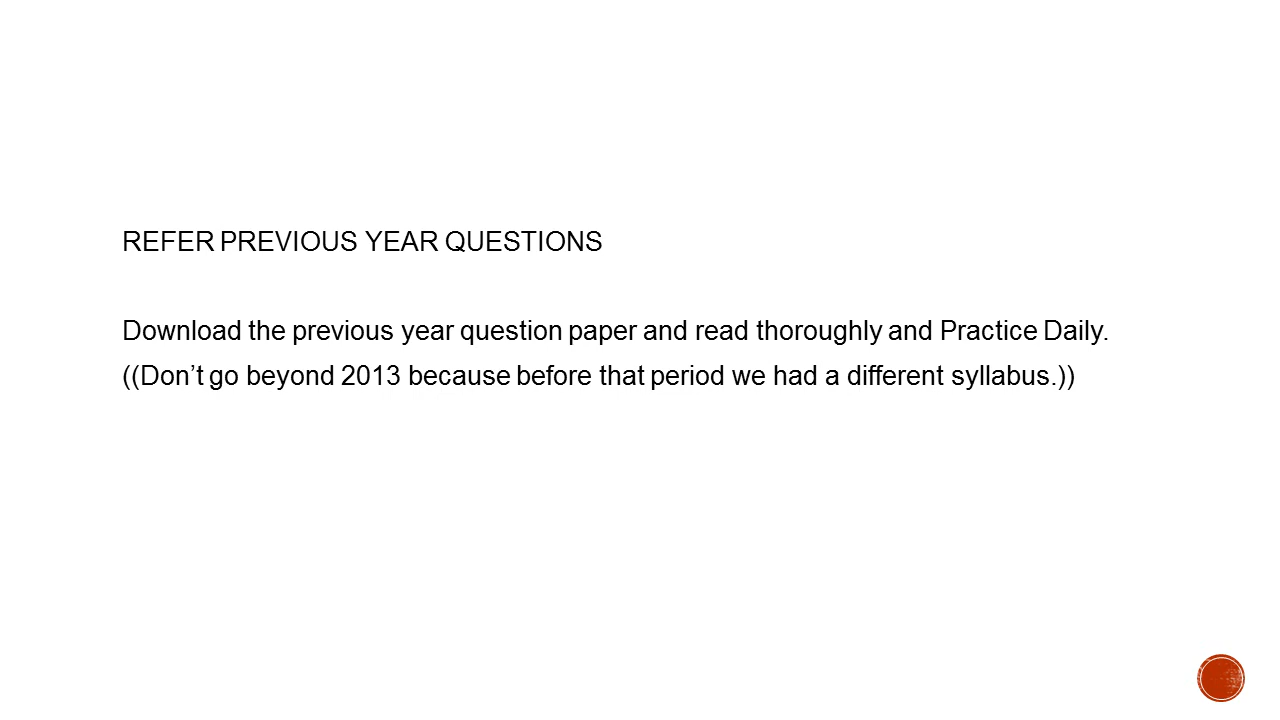 REFER PREVIOUS YEAR QUESTIONS
Download the previous year question paper and read thoroughly and Practice Daily.
((Don’t go beyond 2013 because before that period we had a different syllabus.))